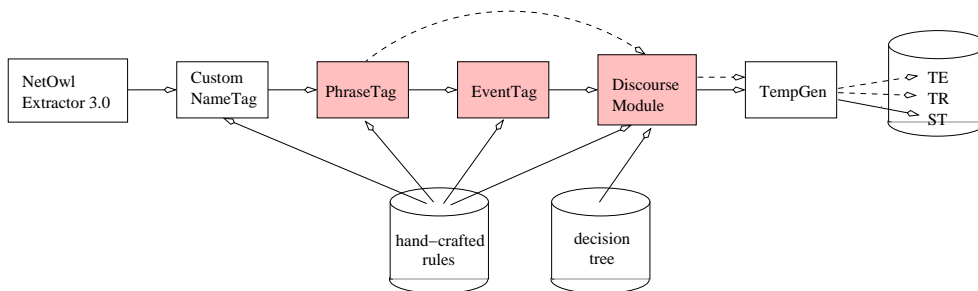 NetOwl
Extractor 3.0
Custom
NameTag
PhraseTag
EventTag
Discourse
Module
TempGen
TE
TR
ST
hand−crafted
rules
decision
tree